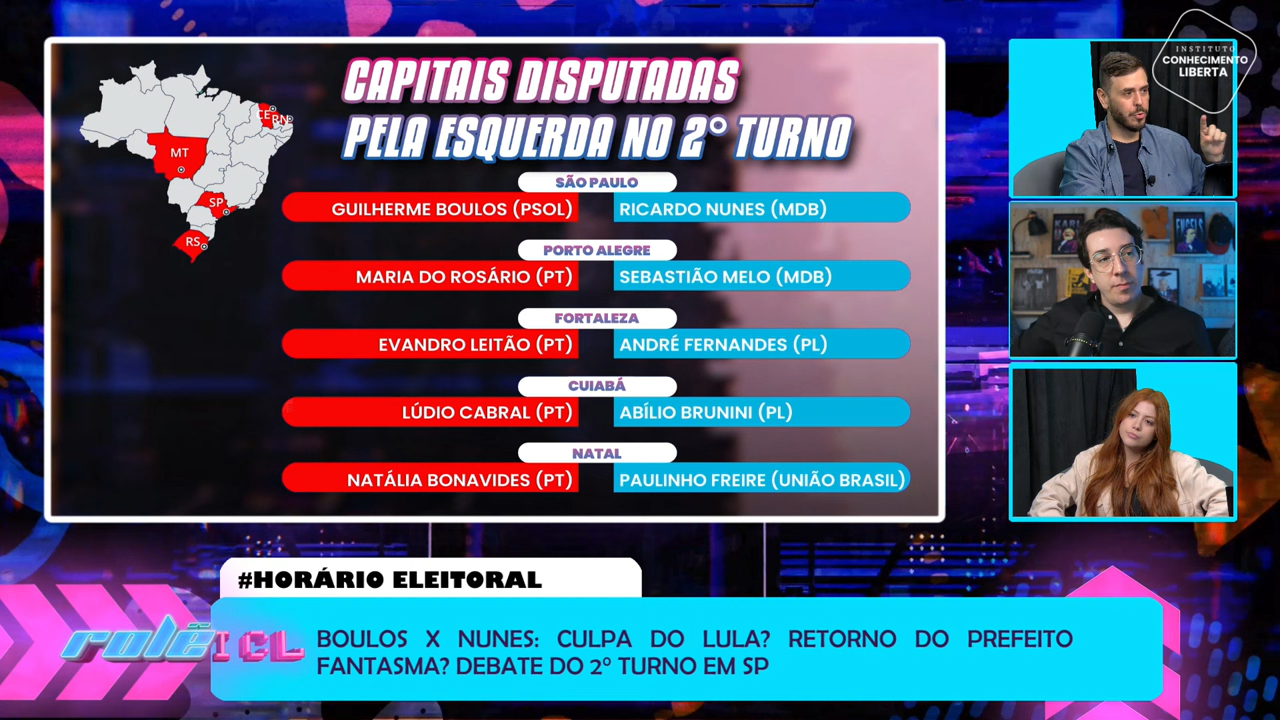 CAPITAIS DISPUTADAS
PELA ESQUERDA NO 2° TURNO
CE
RN
MT
SP
RS
SÃO PAULO
GUILHERME BOULOS (PSOL)
RICARDO NUNES (MDB)
PORTO ALEGRE
MARIA DO ROSÁRIO (PT)
SEBASTIÃO MELO (MDB)
FORTALEZA
EVANDRO LEITÃO (PT)
ANDRÉ FERNANDES (PL)
CUIABÁ
LÚDIO CABRAL (PT)
ABÍLIO BRUNINI (PL)
NATAL
NATÁLIA BONAVIDES (PT)
PAULINHO FREIRE (UNIÃO BRASIL)
INSTITUTO
CONHECIMENTO
LIBERTA
KARL
ENGELS
#HORÁRIO ELEITORAL
rolê ICL
BOULOS X NUNES: CULPA DO LULA? RETORNO DO PREFEITO
FANTASMA? DEBATE DO 2° TURNO EM SP